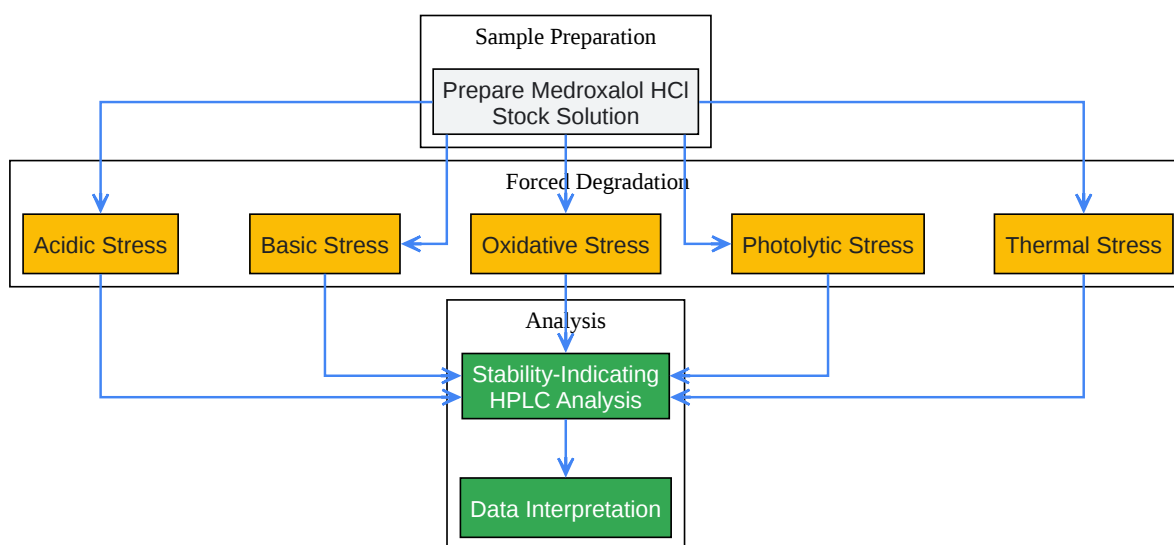 Sample Preparation
Prepare Medroxalol HCl
Stock Solution
Forced Degradation
Acidic Stress
Basic Stress
Oxidative Stress
Photolytic Stress
Thermal Stress
Analysis
Stability-Indicating
HPLC Analysis
Data Interpretation